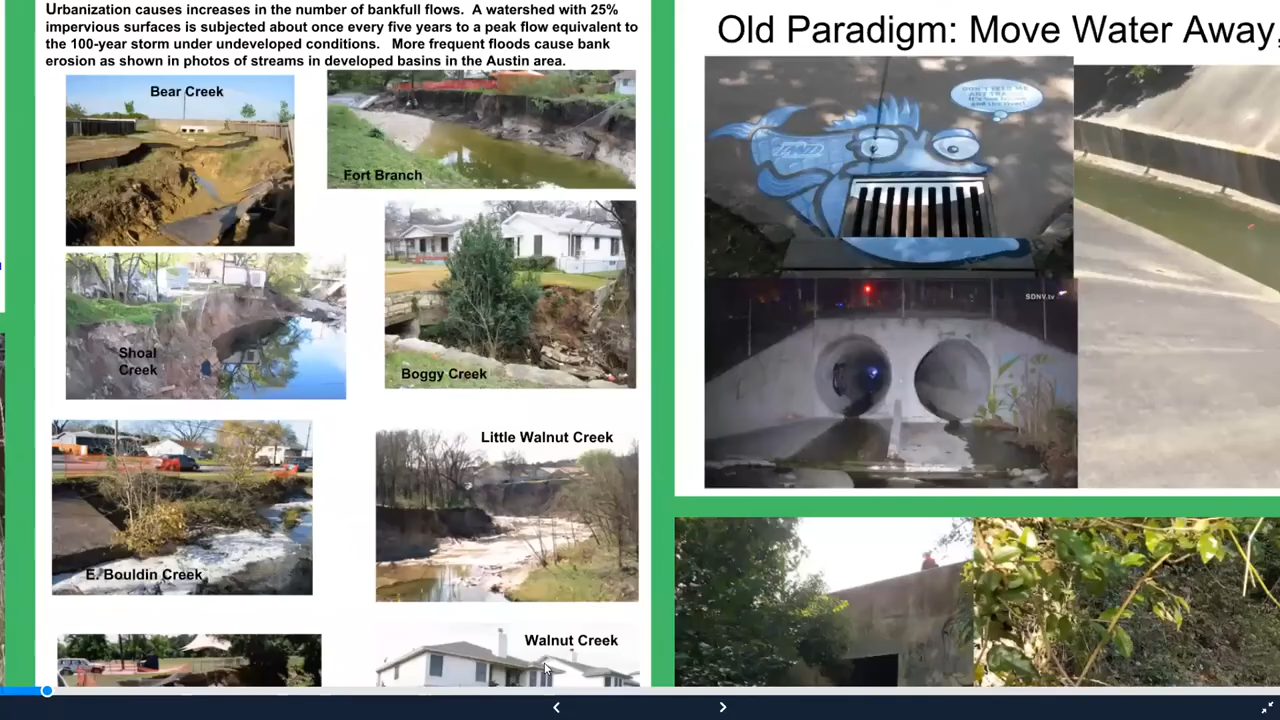 Urbanization causes increases in the number of bankfull flows. A watershed with 25%
impervious surfaces is subjected about once every five years to a peak flow equivalent to
the 100-year storm under undeveloped conditions. More frequent floods cause bank
erosion as shown in photos of streams in developed basins in the Austin area.
Bear Creek
Fort Branch
Shoal
Creek
Boggy Creek
E. Bouldin Creek
Little Walnut Creek
Walnut Creek
Old Paradigm: Move Water Away,
SDNV.tv